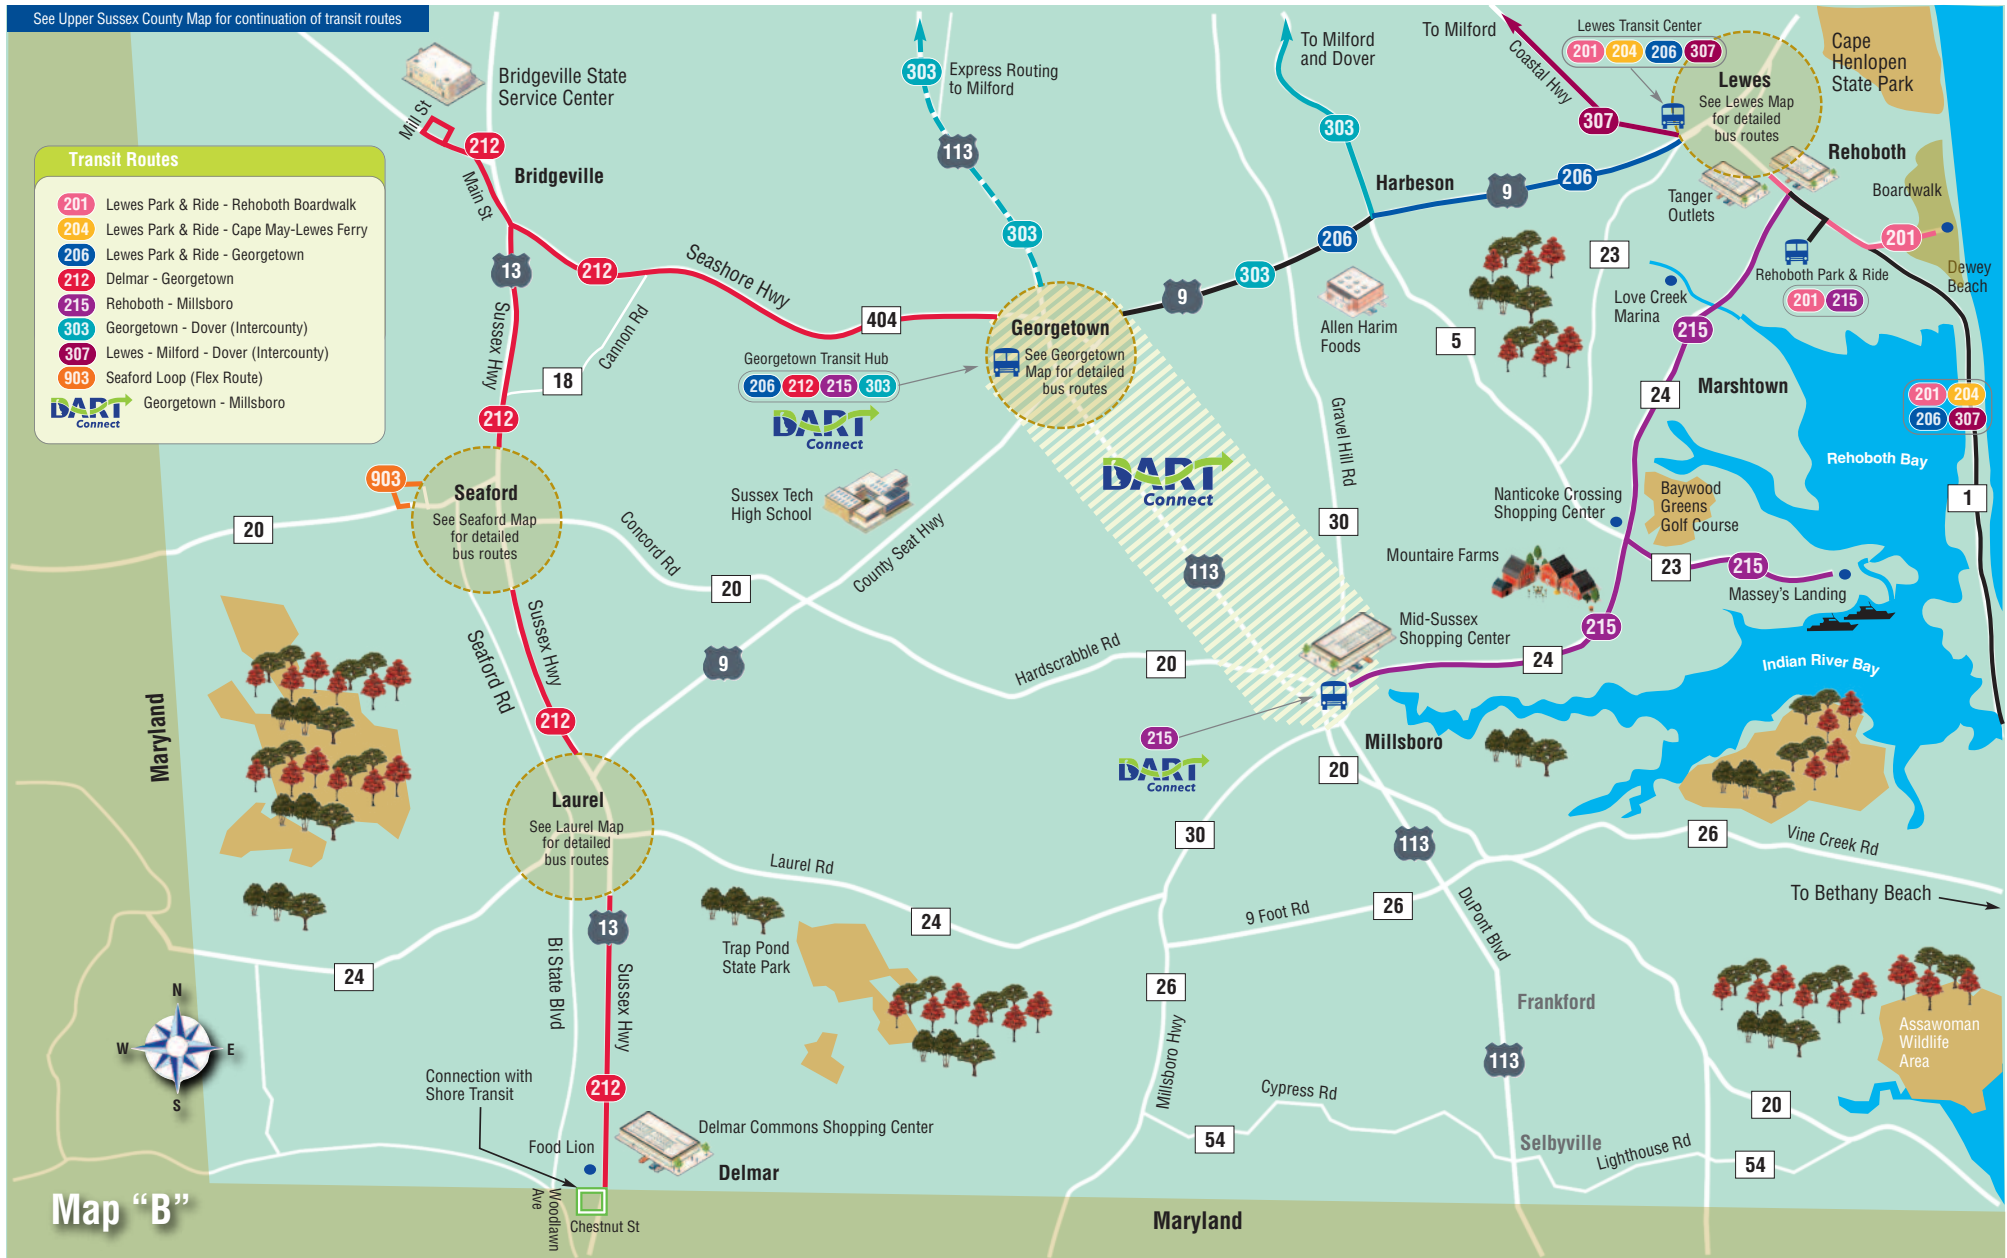 See Upper Sussex County Map for continuation of transit routes
Bridgeville State
Service Center
Mill St
212
Bridgeville
Main St
303
Express Routing
to Milford
113
303
To Milford
and Dover
303
To Milford
Coastal Hwy
307
Lewes Transit Center
201 204 206 307
Lewes
See Lewes Map
for detailed
bus routes
Cape
Henlopen
State Park
Rehoboth
Boardwalk
Tanger
Outlets
Harbeson
9
206
206
303
9
201
Dewey
Beach
Rehoboth Park & Ride
201 215
23
Love Creek
Marina
215
Transit Routes
201 Lewes Park & Ride - Rehoboth Boardwalk
204 Lewes Park & Ride - Cape May-Lewes Ferry
206 Lewes Park & Ride - Georgetown
212 Delmar - Georgetown
215 Rehoboth - Millsboro
303 Georgetown - Dover (Intercounty)
307 Lewes - Milford - Dover (Intercounty)
903 Seaford Loop (Flex Route)
DART Connect Georgetown - Millsboro
13
212
Seashore Hwy
404
Sussex Hwy
Cannon Rd
18
212
Georgetown
See Georgetown
Map for detailed
bus routes
Georgetown Transit Hub
206 212 215 303
DART
Connect
Allen Harim
Foods
5
24
Marshtown
201 204
206 307
Rehoboth Bay
1
Gravel Hill Rd
30
DART
Connect
903
Seaford
See Seaford Map
for detailed
bus routes
20
Concord Rd
20
Sussex Tech
High School
County Seat Hwy
113
Nanticoke Crossing
Shopping Center
Baywood
Greens
Golf Course
Mountaire Farms
23
215
Massey's Landing
215
Mid-Sussex
Shopping Center
24
Indian River Bay
Sussex Hwy
Seaford Rd
212
9
Hardscrabble Rd
20
215
DART
Connect
Millsboro
20
Maryland
Laurel
See Laurel Map
for detailed
bus routes
Laurel Rd
24
30
113
26
Vine Creek Rd
To Bethany Beach
9 Foot Rd
26
DuPont Blvd
13
Bi State Blvd
Sussex Hwy
24
Trap Pond
State Park
26
Millsboro Hwy
Frankford
113
Assawoman
Wildlife
Area
N
W
E
S
Connection with
Shore Transit
212
Food Lion
Delmar Commons Shopping Center
Delmar
Cypress Rd
54
Selbyville
Lighthouse Rd
54
20
Map “B”
Woodlawn
Ave
Chestnut St
Maryland